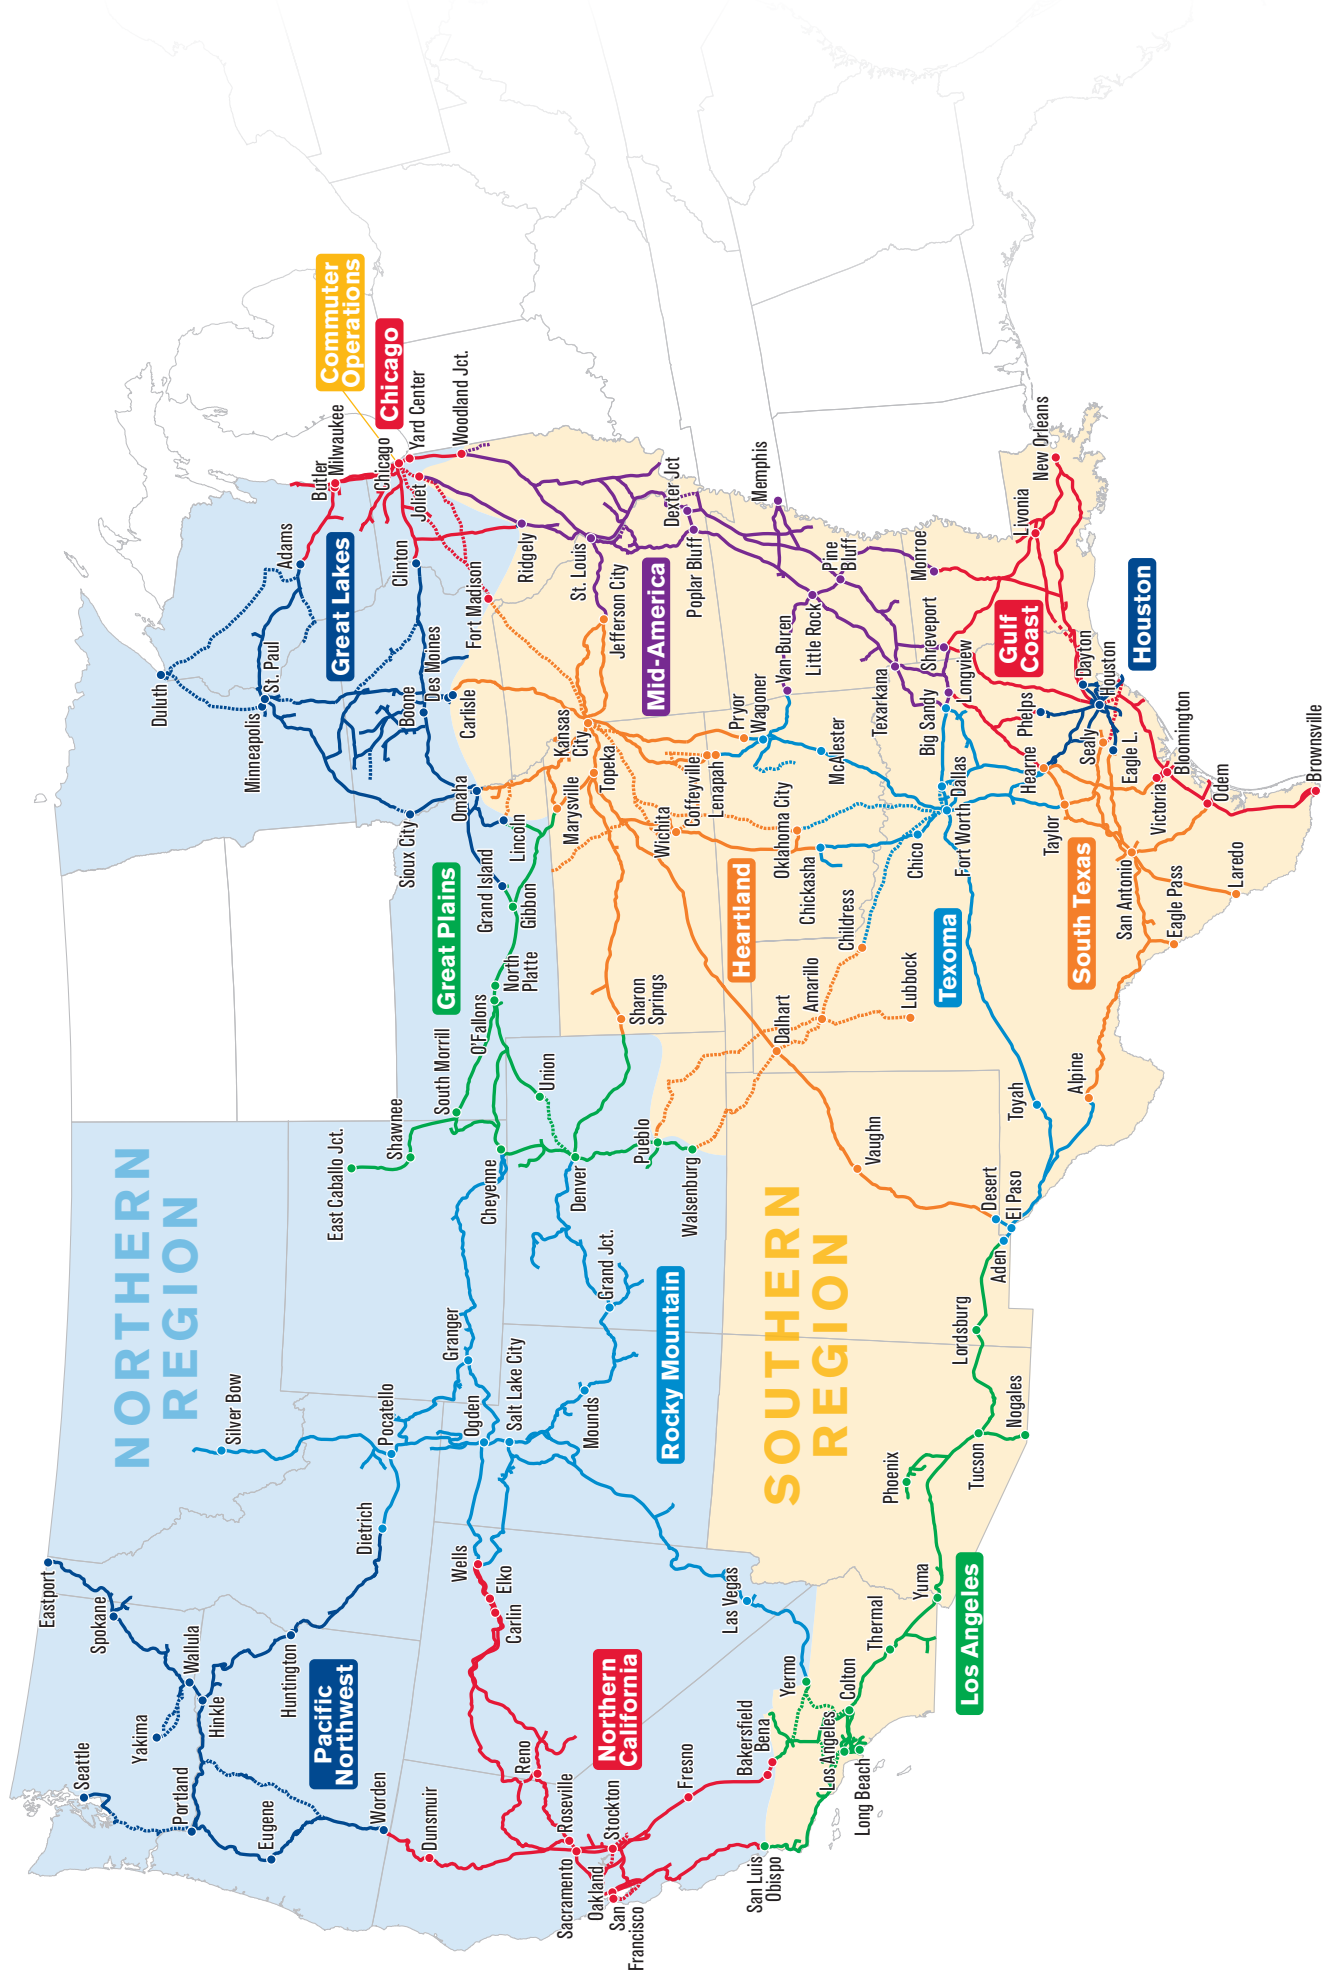 NORTHERN
REGION
SOUTHERN
REGION
Pacific
Northwest
Northern
California
Los Angeles
Rocky Mountain
Great Plains
Great Lakes
Commuter
Operations
Chicago
Mid-America
Heartland
Texoma
South Texas
Gulf
Coast
Houston
Seattle
Yakima
Portland
Eugene
Worden
Eastport
Spokane
Wallula
Hinkle
Huntington
Dunsmuir
Reno
Roseville
Sacramento
Stockton
Oakland
San
Francisco
Fresno
Bakersfield
Bena
San Luis
Obispo
Wells
Elko
Carlin
Las Vegas
Yermo
Los Angeles
Long Beach
Colton
Thermal
Yuma
Phoenix
Tucson
Nogales
Lordsburg
Aden
Desert
El Paso
Silver Bow
Pocatello
Dietrich
Ogden
Salt Lake City
Granger
Mounds
Grand Jct.
Cheyenne
Denver
Pueblo
Walsenburg
East Caballo Jct.
Shawnee
South Morrill
O'Fallons
North
Platte
Union
Gibbon
Grand Island
Lincoln
Sharon
Springs
Duluth
Minneapolis
St. Paul
Adams
Butler
Milwaukee
Chicago
Yard Center
Joliet
Woodland Jct.
Clinton
Fort Madison
Des Moines
Boone
Carlisle
Sioux City
Omaha
Ridgely
St. Louis
Jefferson City
Dexter Jct
Poplar Bluff
Memphis
Pine
Bluff
Little Rock
Van-Buren
Monroe
Shreveport
Texarkana
Big Sandy
Longview
Kansas
City
Topeka
Marysville
Wichita
Coffeyville
Lenapah
Pryor
Wagoner
McAlester
Oklahoma City
Chickasha
Childress
Chico
Fort Worth
Dallas
Dalhart
Amarillo
Lubbock
Vaughn
Toyah
Alpine
Livonia
New Orleans
Dayton
Houston
Phelps
Hearne
Sealy
Eagle L.
Taylor
San Antonio
Eagle Pass
Laredo
Victoria
Bloomington
Odem
Brownsville